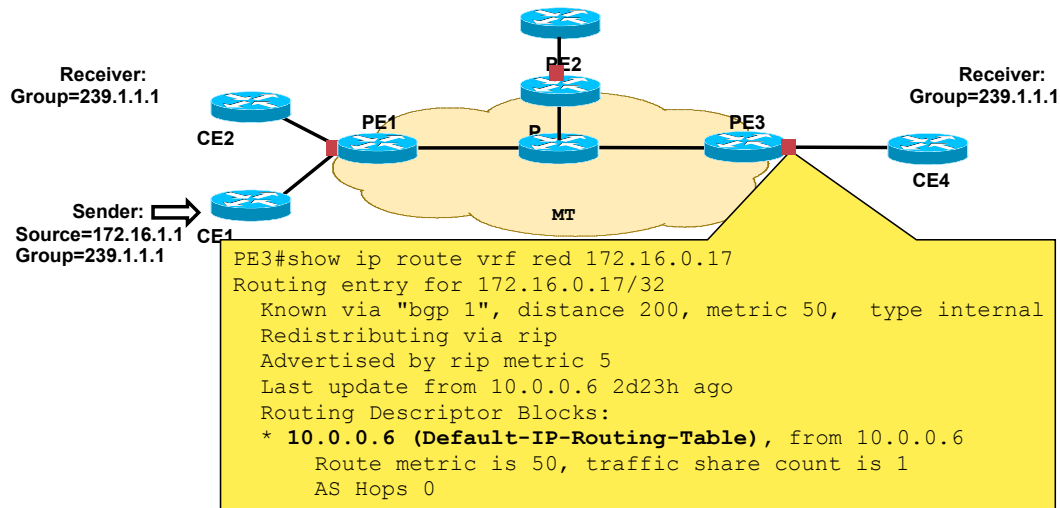 PE2
Receiver:
Group=239.1.1.1
Receiver:
Group=239.1.1.1
CE2
PE1
P
PE3
CE4
Sender:
Source=172.16.1.1
Group=239.1.1.1
CE1
MT
PE3#show ip route vrf red 172.16.0.17
Routing entry for 172.16.0.17/32
Known via "bgp 1", distance 200, metric 50, type internal
Redistributing via rip
Advertised by rip metric 5
Last update from 10.0.0.6 2d23h ago
Routing Descriptor Blocks:
* 10.0.0.6 (Default-IP-Routing-Table), from 10.0.0.6
Route metric is 50, traffic share count is 1
AS Hops 0